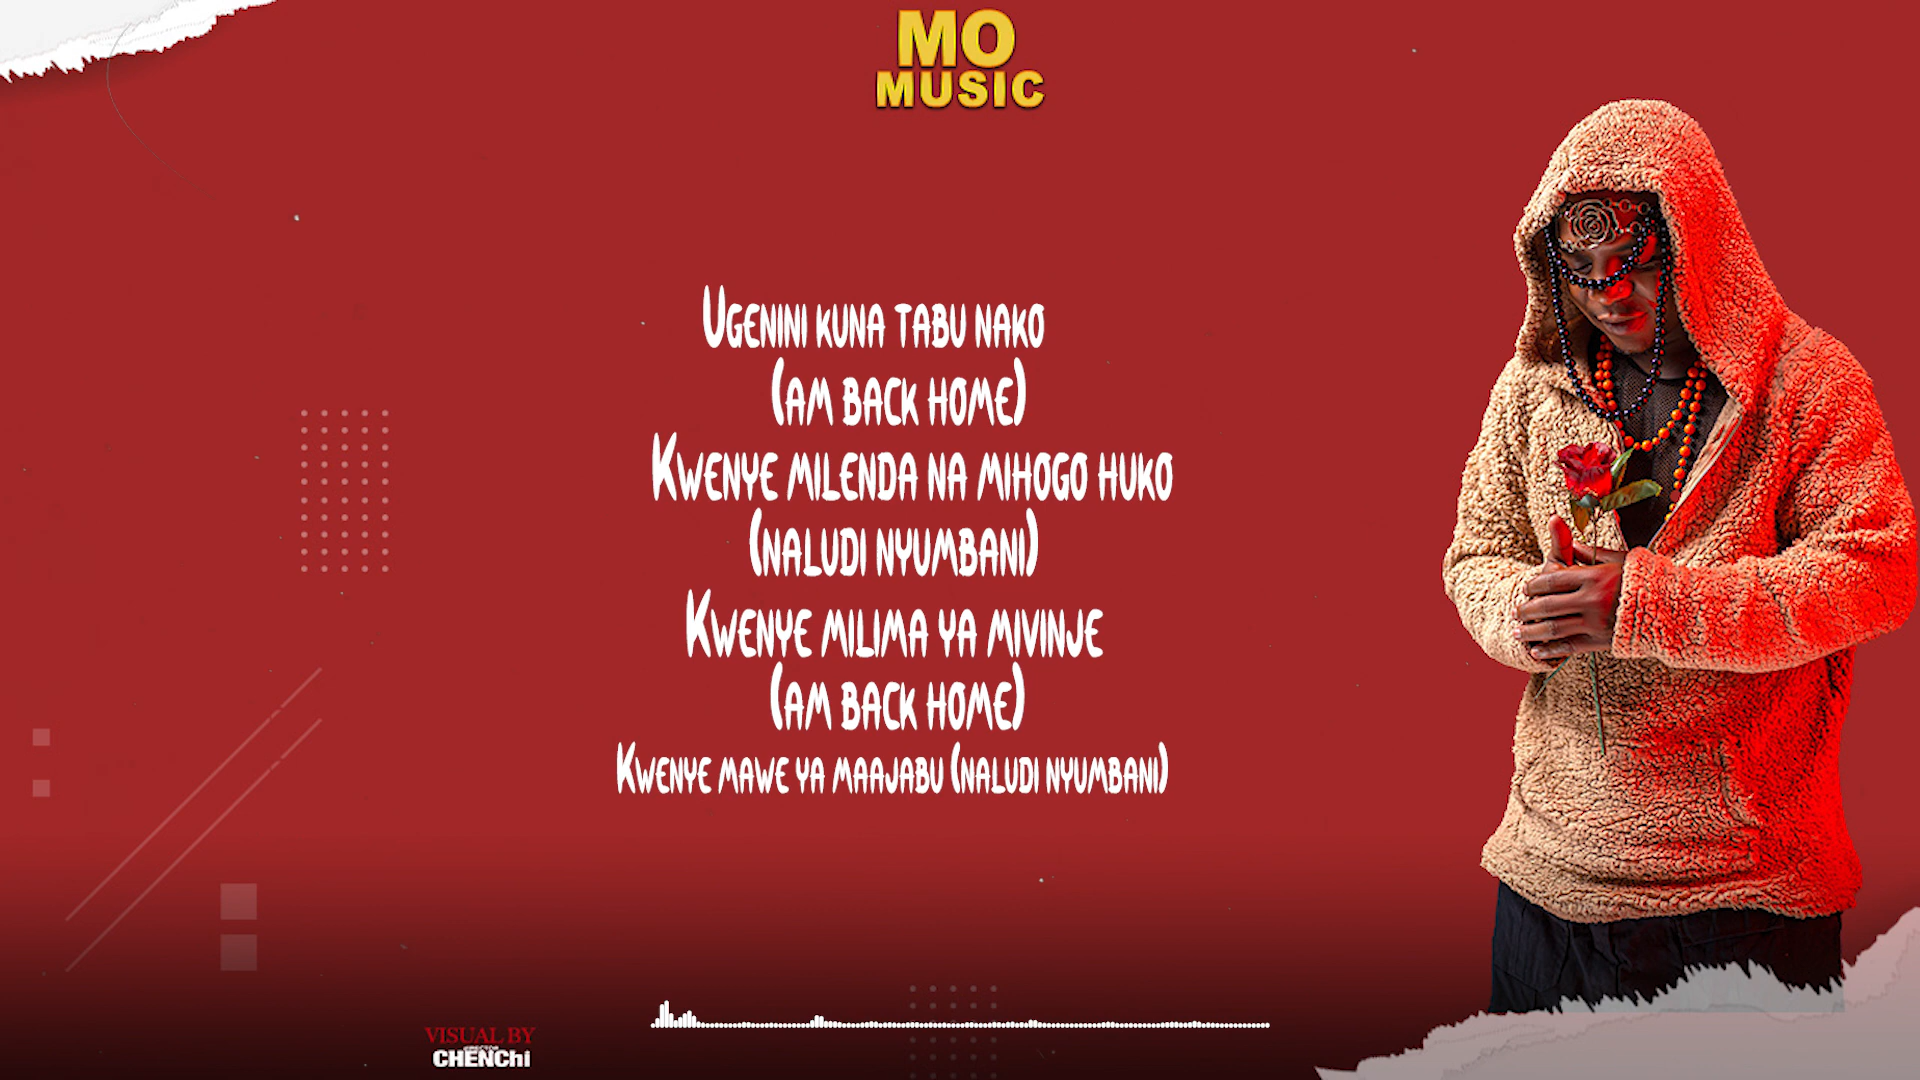 MO
MUSIC
Ugenini kuna tabu nako
(am back home)
Kwenye milenda na mihogo huko
(naludi nyumbani)
Kwenye milima ya mivinje
(am back home)
Kwenye mawe ya maajabu (naludi nyumbani)
VISUAL BY
DIRECTOR
CHENChi